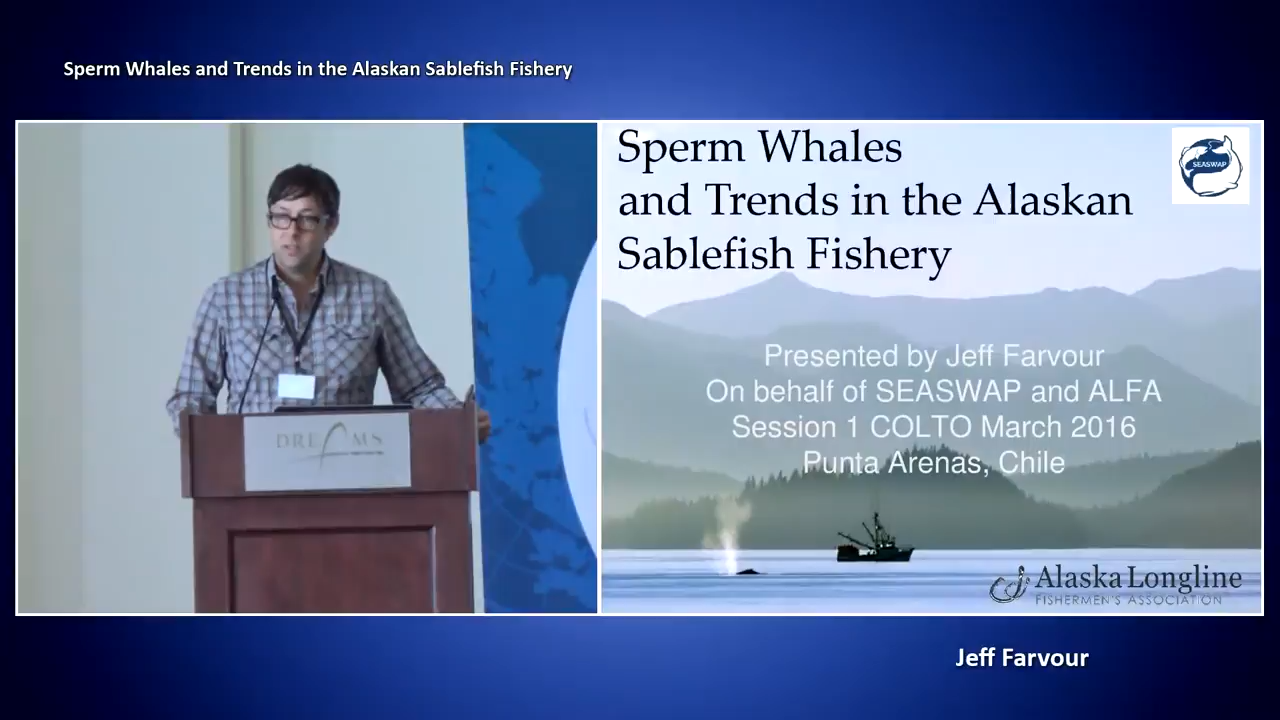 Sperm Whales and Trends in the Alaskan Sablefish Fishery
DREAMS
Sperm Whales
and Trends in the Alaskan
Sablefish Fishery
SEASWAP
Presented by Jeff Farvour
On behalf of SEASWAP and ALFA
Session 1 COLTO March 2016
Punta Arenas, Chile
Alaska Longline
FISHERMEN'S ASSOCIATION
Jeff Farvour